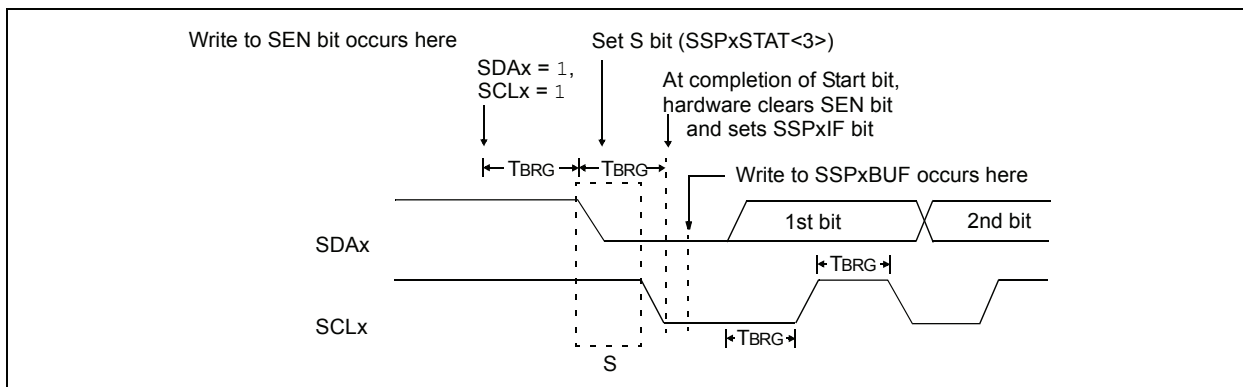 Write to SEN bit occurs here
Set S bit (SSPxSTAT<3>)
SDAx = 1,
SCLx = 1
At completion of Start bit,
hardware clears SEN bit
and sets SSPxIF bit
TBRG
TBRG
Write to SSPxBUF occurs here
SDAx
1st bit
2nd bit
TBRG
SCLx
TBRG
S